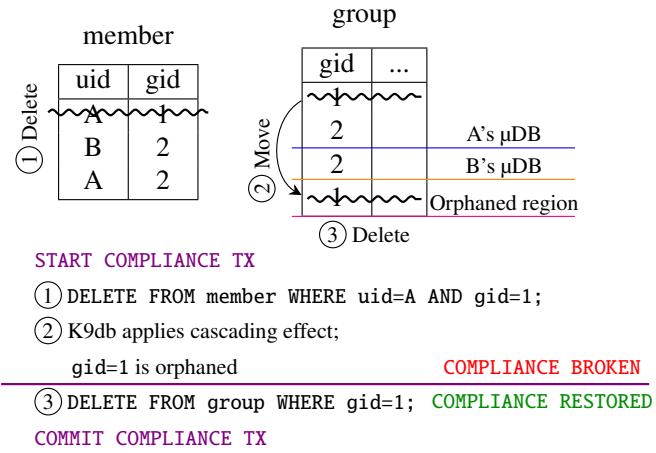 member
group
uid gid
A 1
B 2
A 2
① Delete
gid ...
1
2
2
1
② Move
A's µDB
B's µDB
Orphaned region
③ Delete
START COMPLIANCE TX
① DELETE FROM member WHERE uid=A AND gid=1;
② K9db applies cascading effect;
gid=1 is orphaned COMPLIANCE BROKEN
③ DELETE FROM group WHERE gid=1; COMPLIANCE RESTORED
COMMIT COMPLIANCE TX